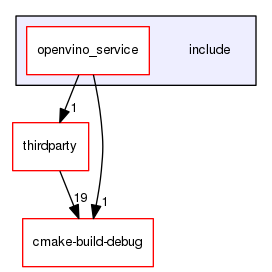 openvino_service include
1
thirdparty
19 1
cmake-build-debug